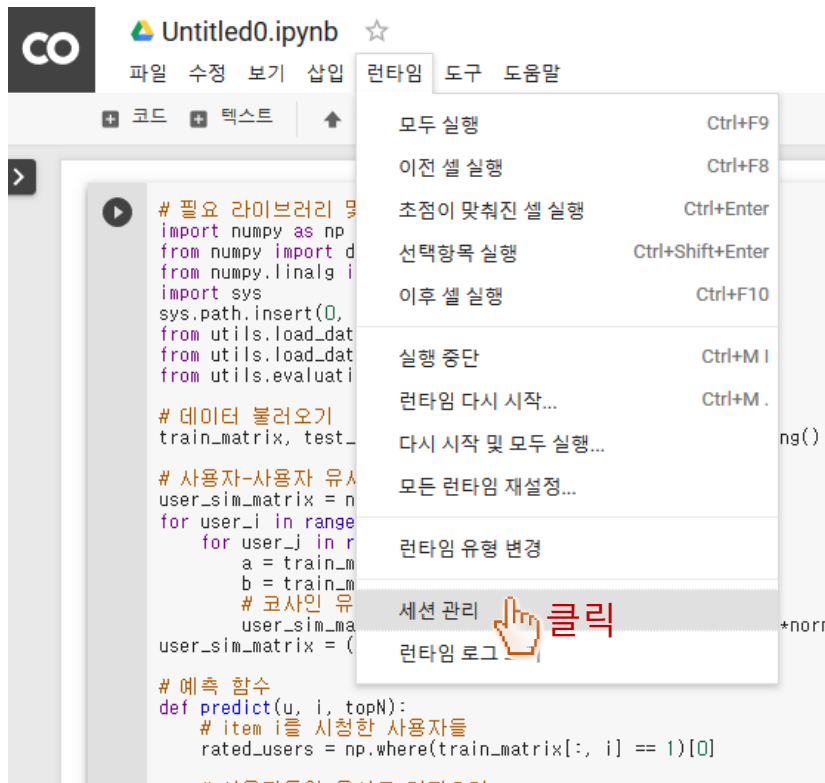 CO
Untitled0.ipynb
파일 수정 보기 삽입 런타임 도구 도움말
코드 텍스트
모두 실행 Ctrl+F9
이전 셀 실행 Ctrl+F8
초점이 맞춰진 셀 실행 Ctrl+Enter
선택항목 실행 Ctrl+Shift+Enter
이후 셀 실행 Ctrl+F10
실행 중단 Ctrl+M I
런타임 다시 시작... Ctrl+M .
다시 시작 및 모두 실행...
모든 런타임 재설정...
런타임 유형 변경
세션 관리
클릭
런타임 로그
# 필요 라이브러리 및
import numpy as np
from numpy import d
from numpy.linalg i
import sys
sys.path.insert(0,
from utils.load_dat
from utils.load_dat
from utils.evaluati
# 데이터 불러오기
train_matrix, test_ ng()
# 사용자-사용자 유사
user_sim_matrix = n
for user_i in range
for user_j in r
a = train_m
b = train_m
# 코사인 유
user_sim_ma *norm
user_sim_matrix = (
# 예측 함수
def predict(u, i, topN):
# item i를 시청한 사용자들
rated_users = np.where(train_matrix[:, i] == 1)[0]